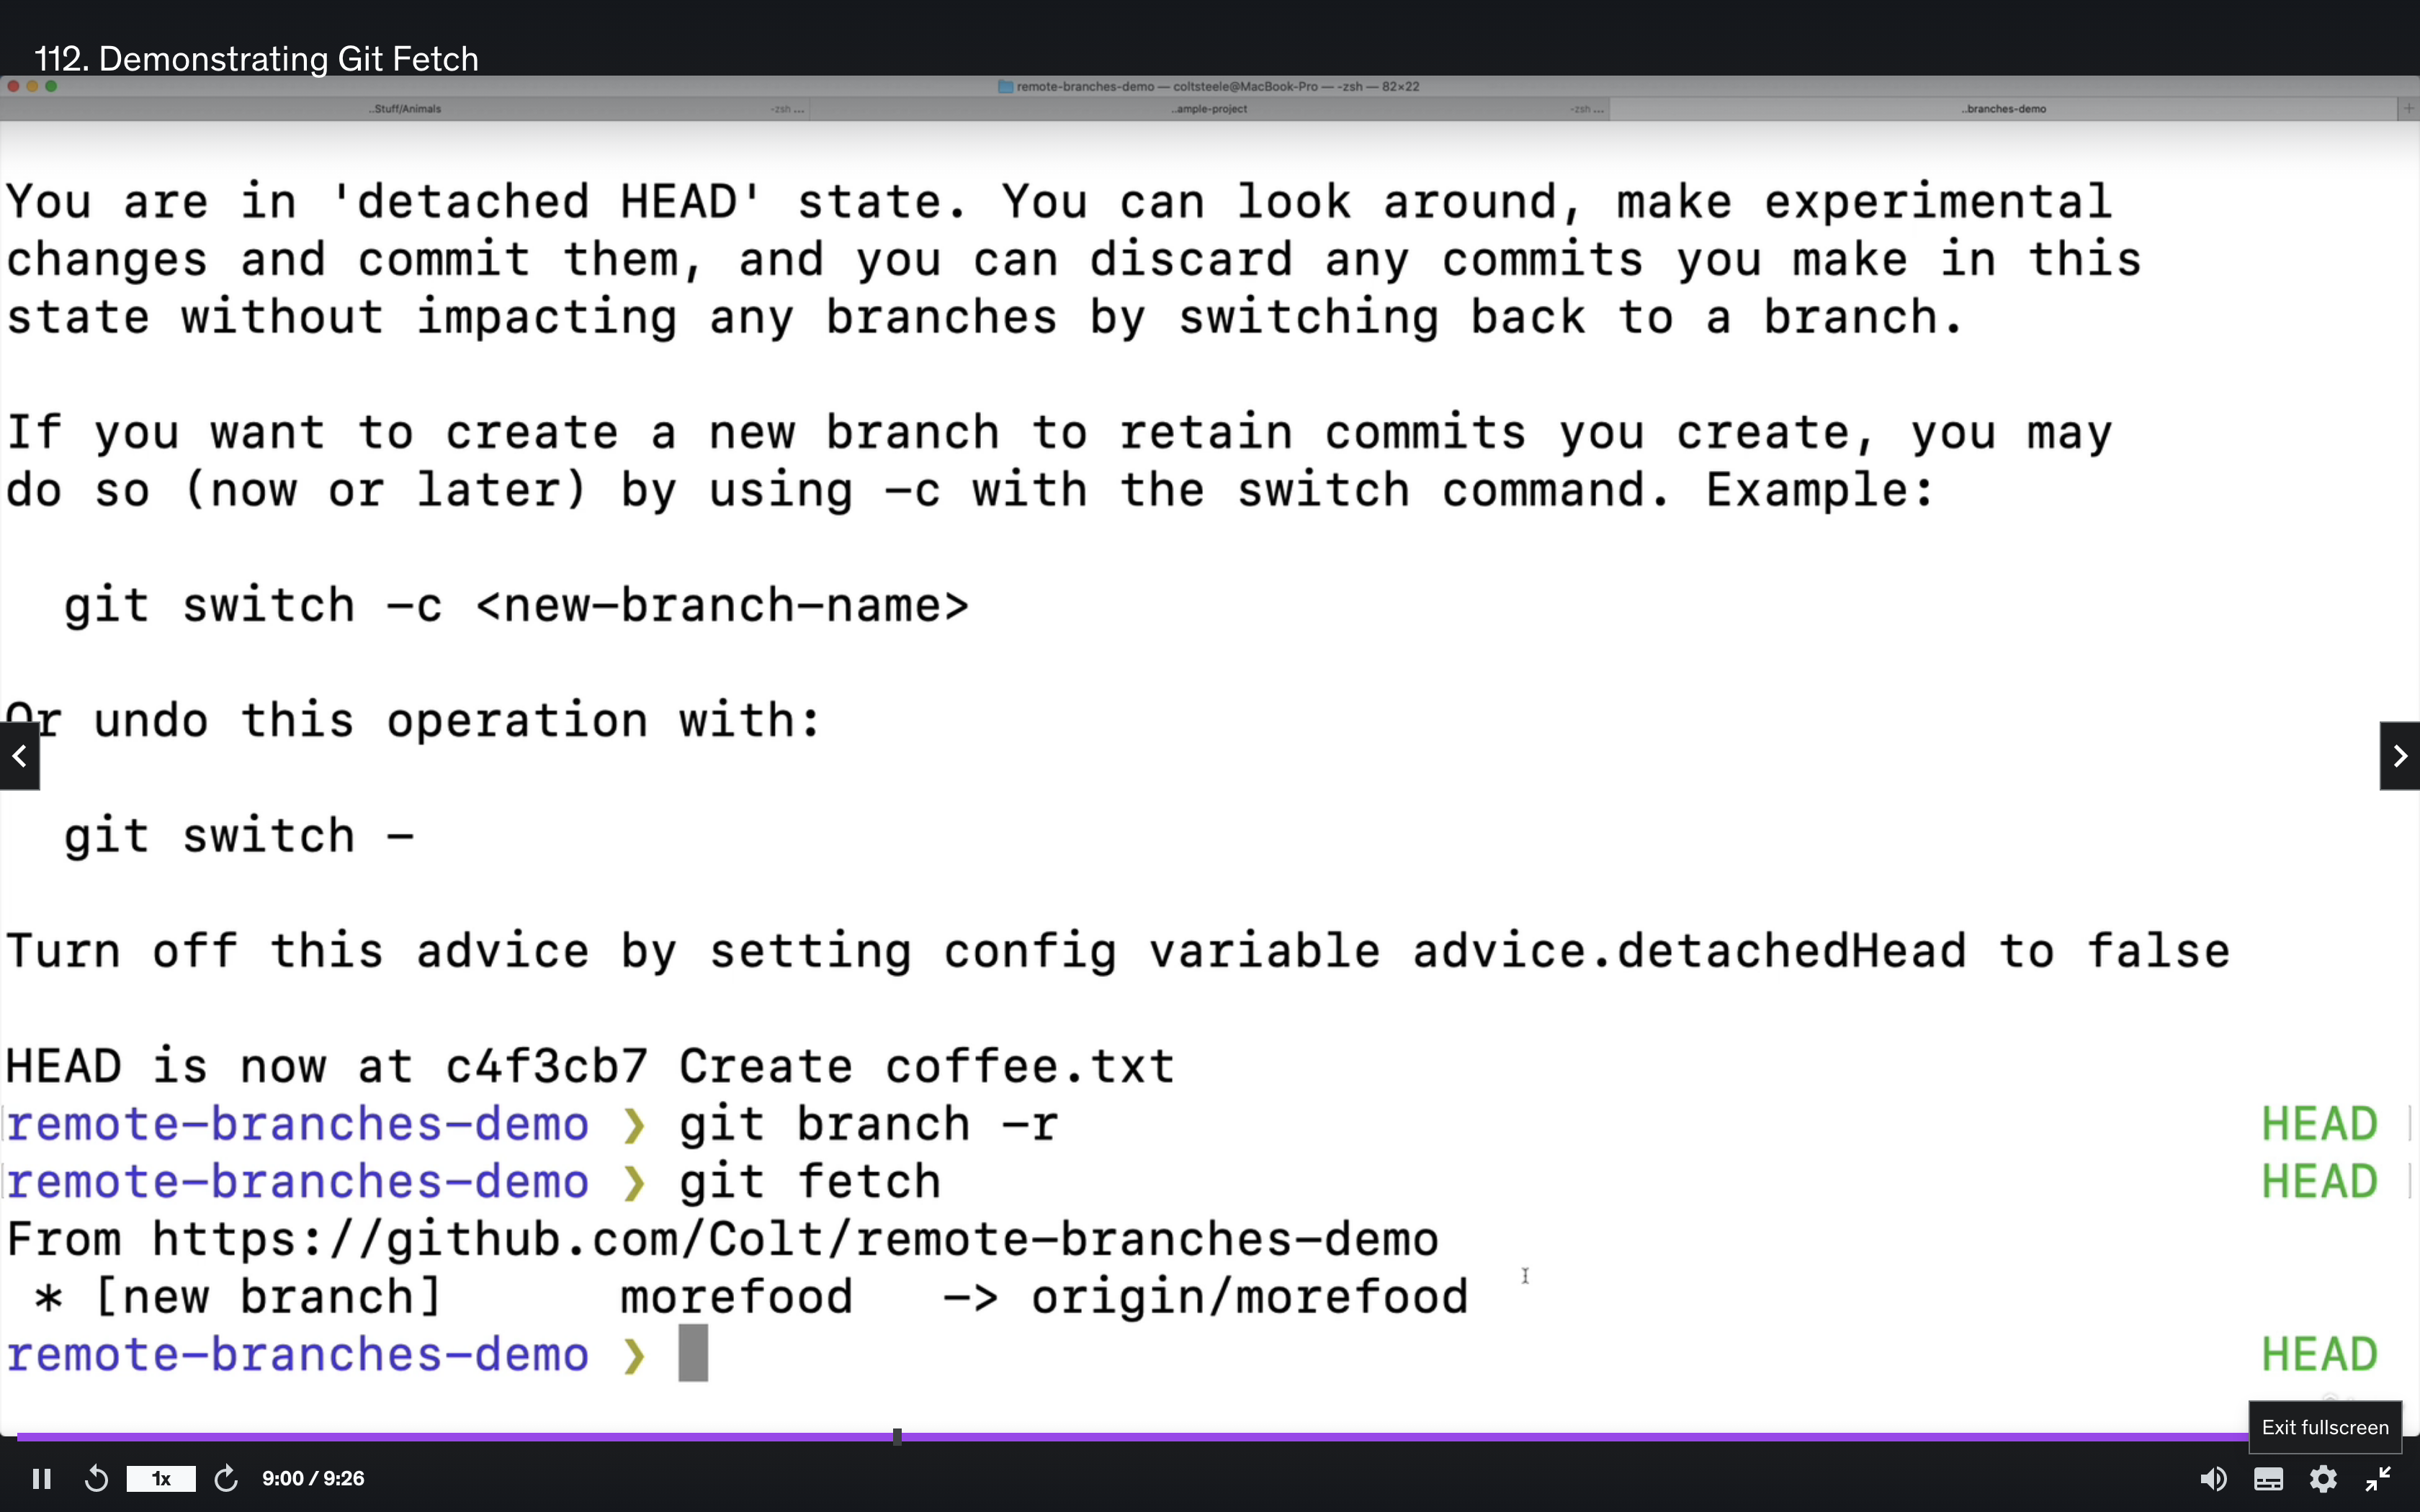 112. Demonstrating Git Fetch
remote-branches-demo — coltsteele@MacBook-Pro — -zsh — 82×22
..Stuff/Animals -zsh ... ..ample-project -zsh ... ..branches-demo +
You are in 'detached HEAD' state. You can look around, make experimental
changes and commit them, and you can discard any commits you make in this
state without impacting any branches by switching back to a branch.
If you want to create a new branch to retain commits you create, you may
do so (now or later) by using -c with the switch command. Example:
git switch -c <new-branch-name>
Or undo this operation with:
git switch -
Turn off this advice by setting config variable advice.detachedHead to false
HEAD is now at c4f3cb7 Create coffee.txt
remote-branches-demo ❯ git branch -r HEAD
remote-branches-demo ❯ git fetch HEAD
From https://github.com/Colt/remote-branches-demo
* [new branch] morefood -> origin/morefood
remote-branches-demo ❯ HEAD
Exit fullscreen
1x 9:00 / 9:26